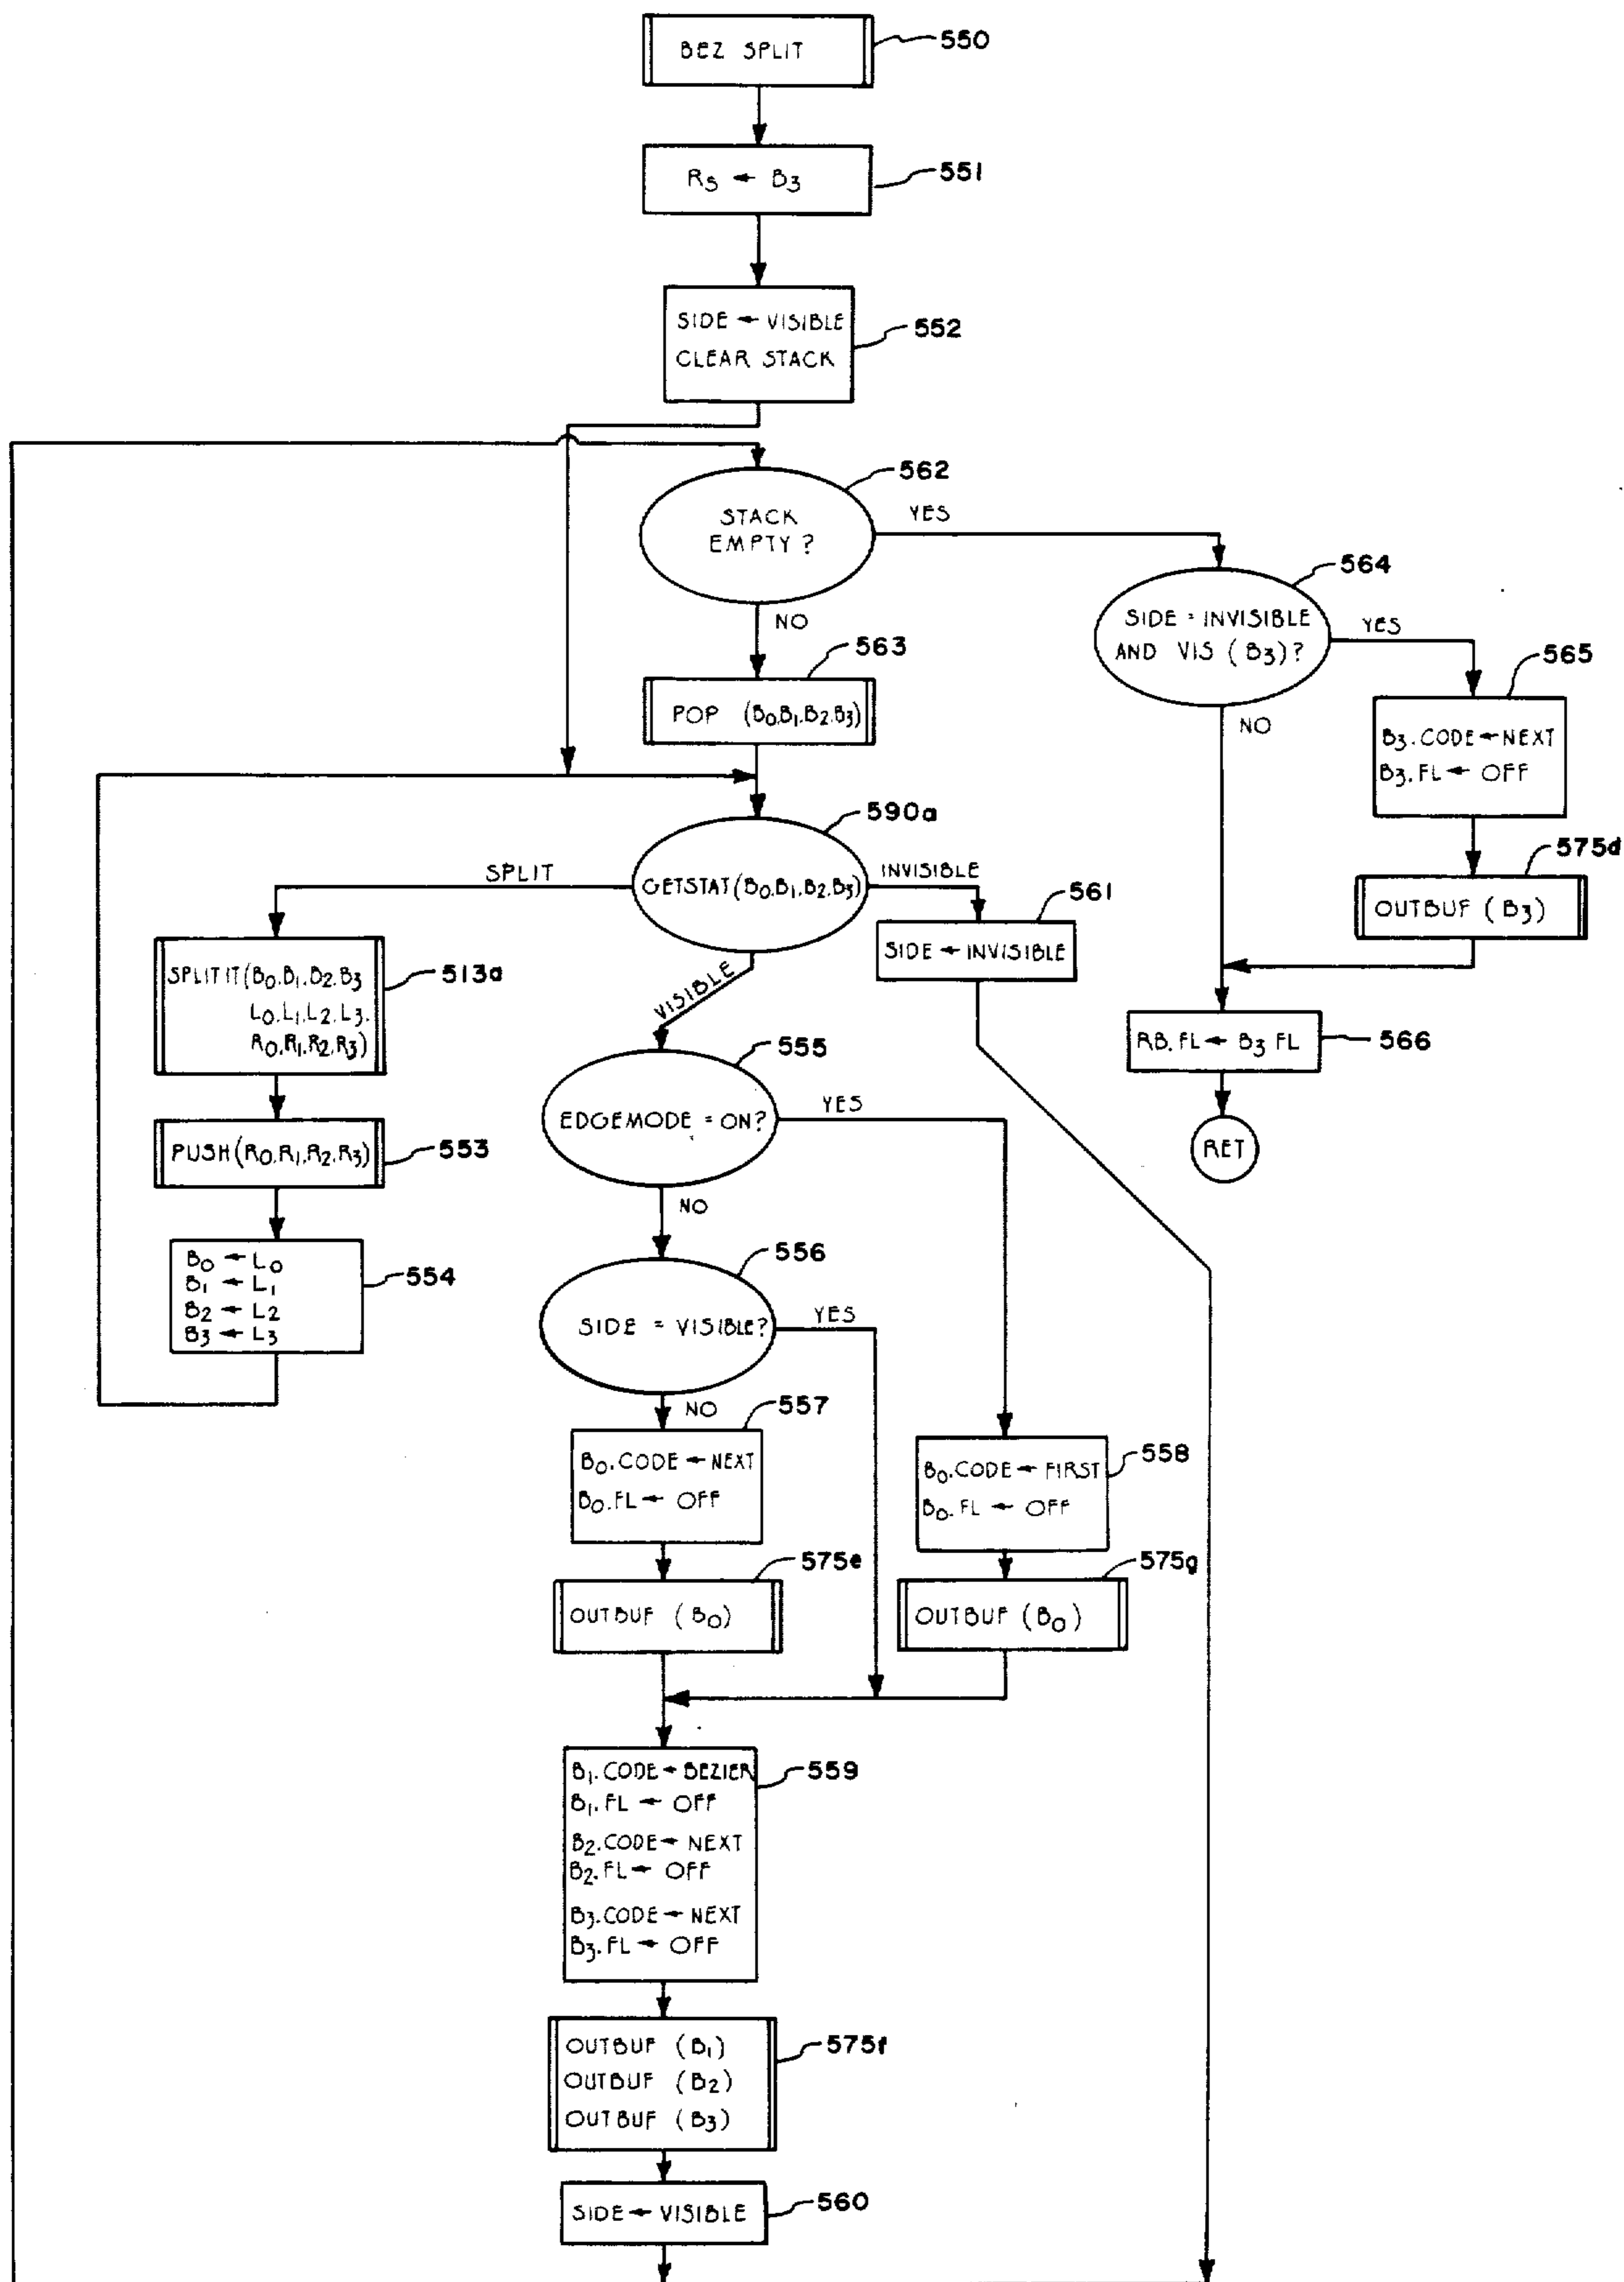 BEZ SPLIT
550
R5 ← B3
551
SIDE ← VISIBLE
CLEAR STACK
552
562
STACK
EMPTY ?
YES
NO
564
SIDE = INVISIBLE
AND VIS ( B3 ) ?
YES
NO
563
POP (B0,B1,B2,B3)
565
B3.CODE ← NEXT
B3.FL ← OFF
590a
GETSTAT(B0,B1,B2,B3)
SPLIT
INVISIBLE
VISIBLE
575d
OUTBUF ( B3 )
561
SIDE ← INVISIBLE
513a
SPLITIT(B0,B1,B2,B3
L0,L1,L2,L3,
R0,R1,R2,R3)
RB.FL ← B3 FL
566
RET
555
EDGEMODE = ON?
YES
NO
PUSH(R0,R1,R2,R3)
553
B0 ← L0
B1 ← L1
B2 ← L2
B3 ← L3
554
556
SIDE = VISIBLE?
YES
NO
557
B0.CODE ← NEXT
B0.FL ← OFF
558
B0.CODE ← FIRST
B0.FL ← OFF
575e
OUTBUF ( B0 )
575g
OUTBUF ( B0 )
B1.CODE ← BEZIER
B1.FL ← OFF
B2.CODE ← NEXT
B2.FL ← OFF
B3.CODE ← NEXT
B3.FL ← OFF
559
OUTBUF ( B1 )
OUTBUF ( B2 )
OUTBUF ( B3 )
575f
SIDE ← VISIBLE
560